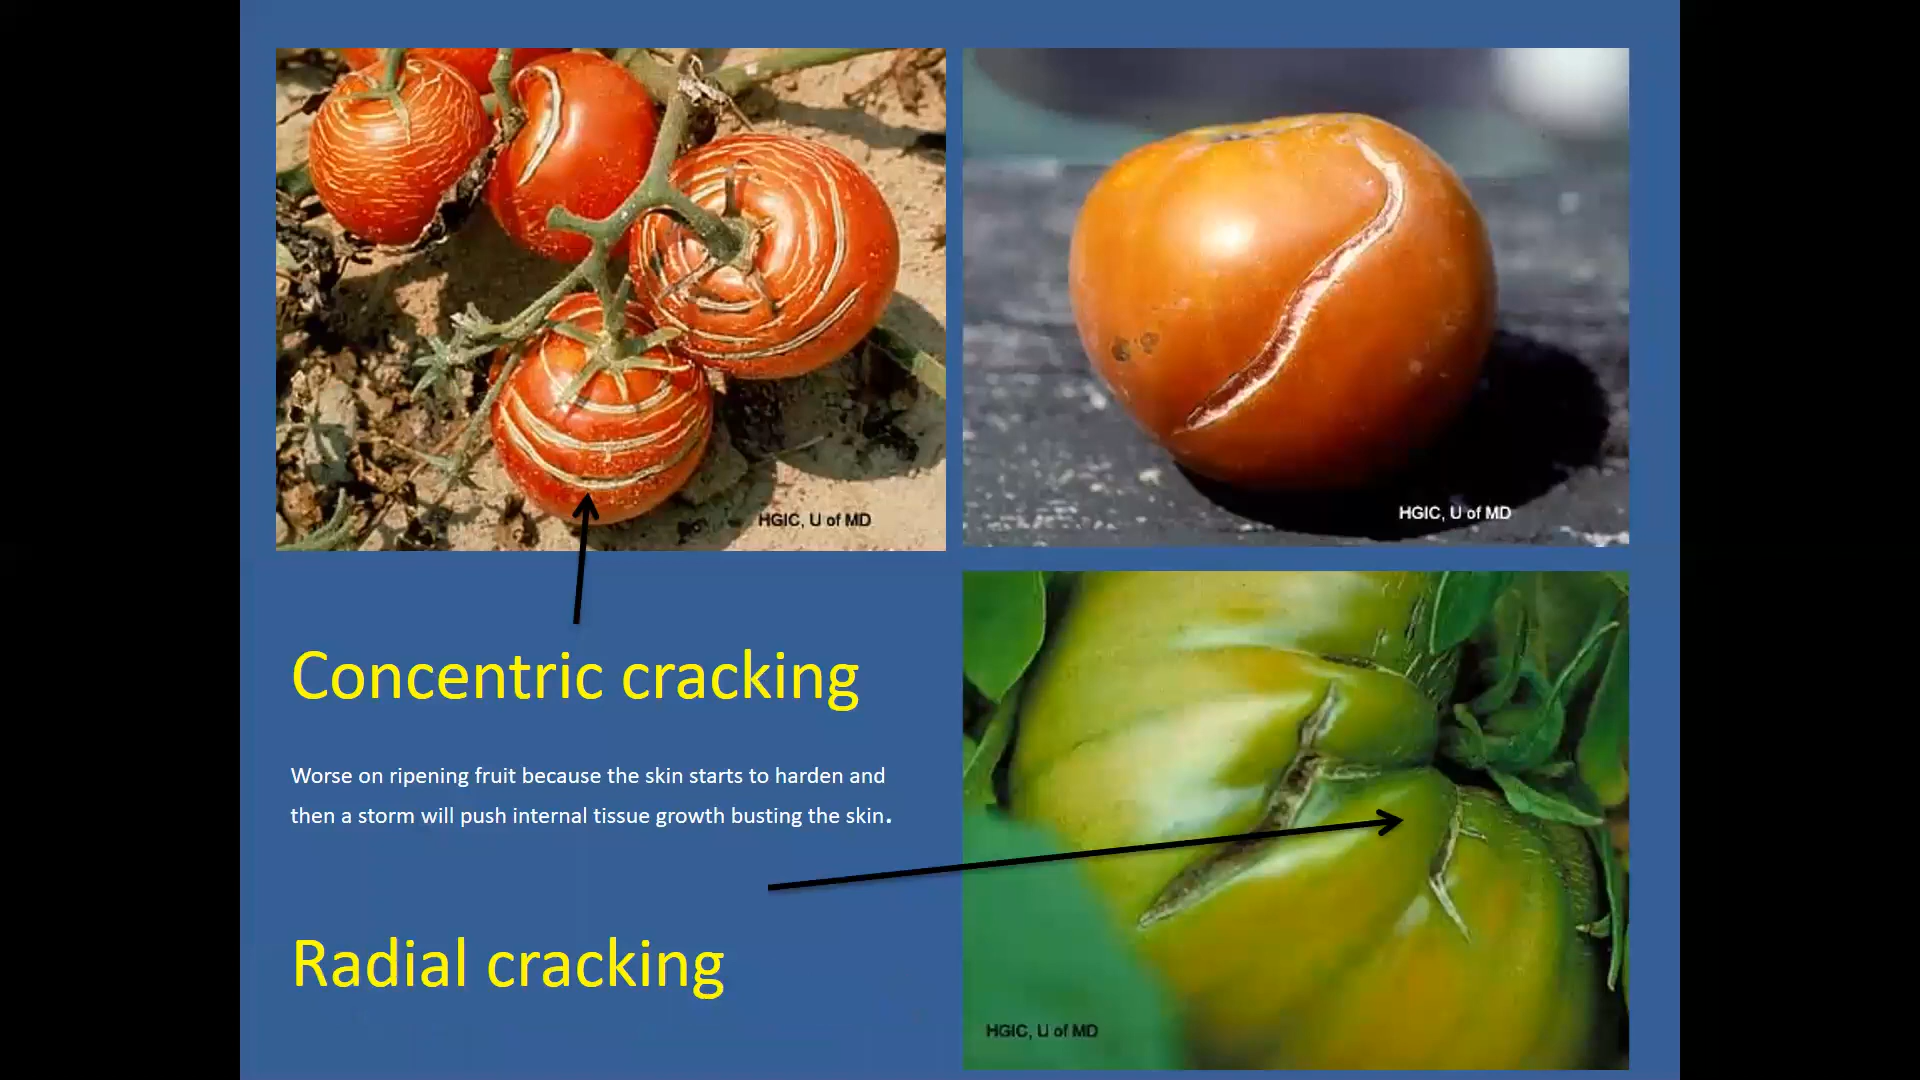 HGIC, U of MD
HGIC, U of MD
Concentric cracking
Worse on ripening fruit because the skin starts to harden and
then a storm will push internal tissue growth busting the skin.
Radial cracking
HGIC, U of MD